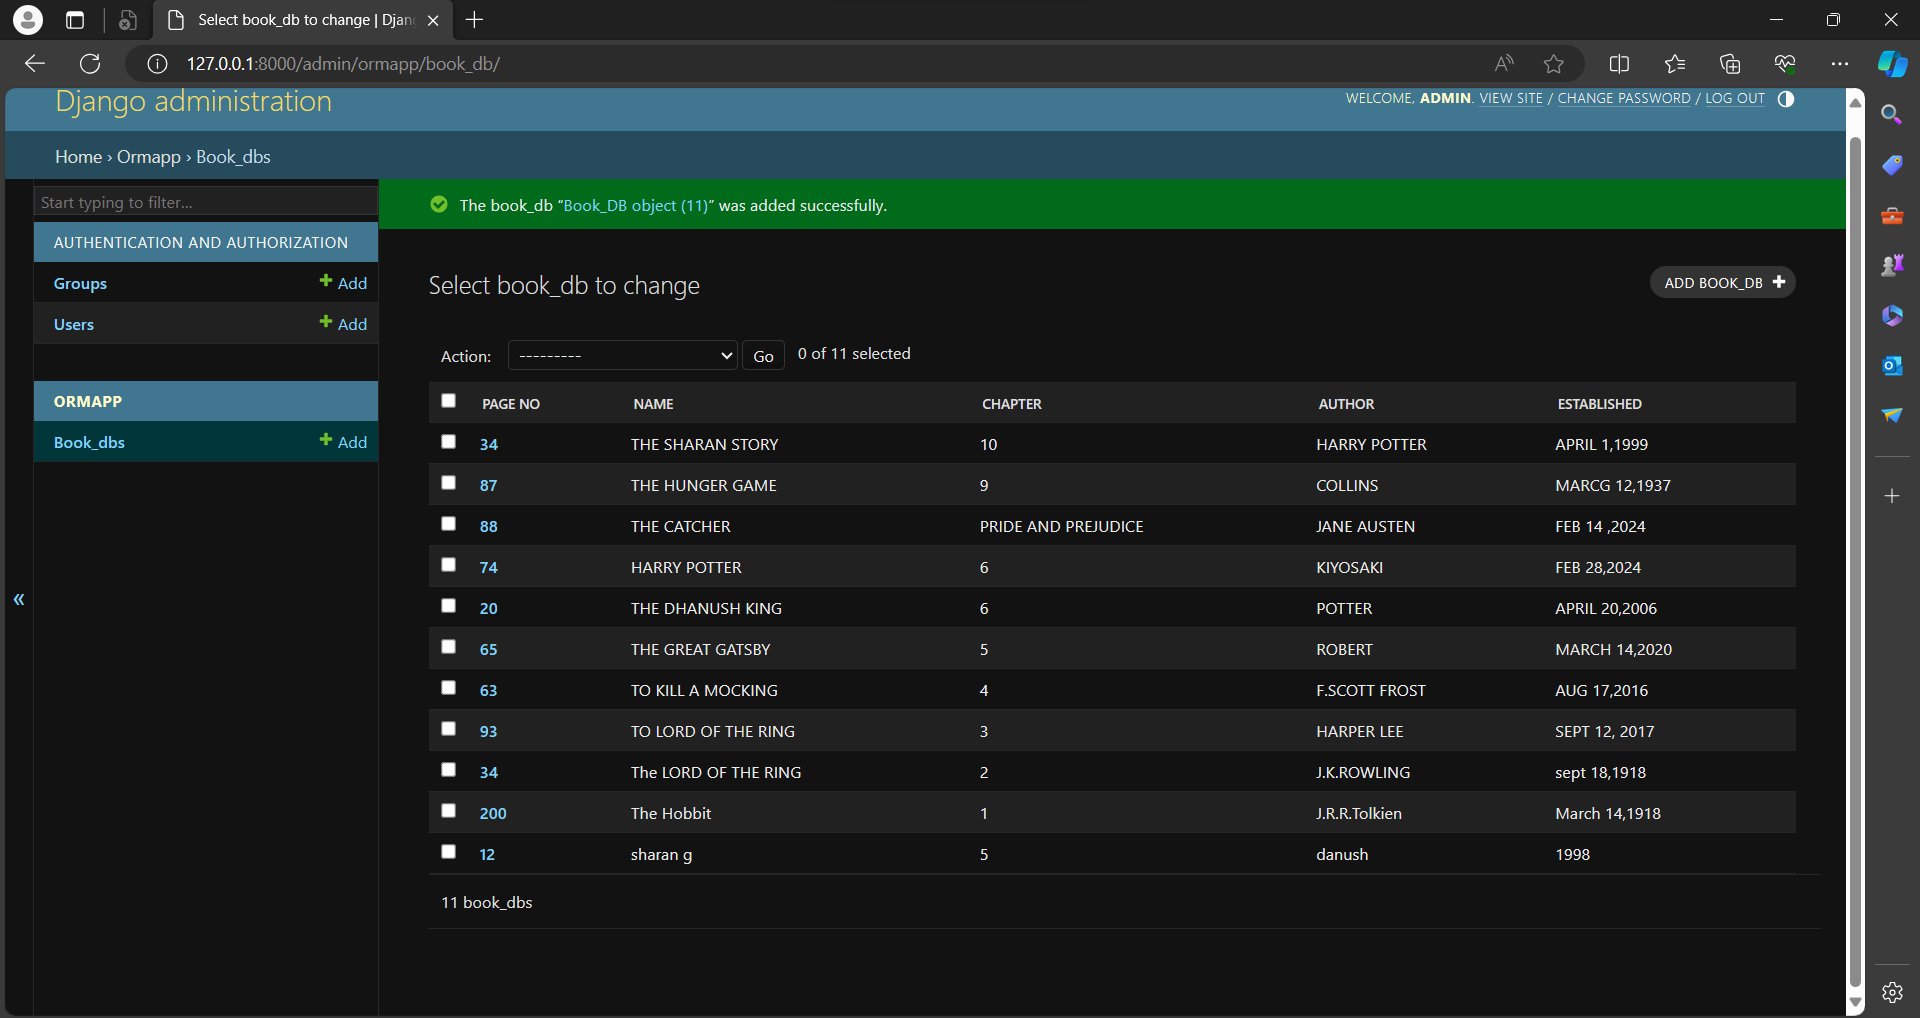 Select book_db to change | Djan
127.0.0.1:8000/admin/ormapp/book_db/
Django administration
WELCOME, ADMIN. VIEW SITE / CHANGE PASSWORD / LOG OUT
Home › Ormapp › Book_dbs
Start typing to filter...
AUTHENTICATION AND AUTHORIZATION
Groups + Add
Users + Add
ORMAPP
Book_dbs + Add
«
The book_db “Book_DB object (11)” was added successfully.
Select book_db to change
ADD BOOK_DB +
Action: --------- Go 0 of 11 selected
PAGE NO NAME CHAPTER AUTHOR ESTABLISHED
34 THE SHARAN STORY 10 HARRY POTTER APRIL 1,1999
87 THE HUNGER GAME 9 COLLINS MARCG 12,1937
88 THE CATCHER PRIDE AND PREJUDICE JANE AUSTEN FEB 14 ,2024
74 HARRY POTTER 6 KIYOSAKI FEB 28,2024
20 THE DHANUSH KING 6 POTTER APRIL 20,2006
65 THE GREAT GATSBY 5 ROBERT MARCH 14,2020
63 TO KILL A MOCKING 4 F.SCOTT FROST AUG 17,2016
93 TO LORD OF THE RING 3 HARPER LEE SEPT 12, 2017
34 The LORD OF THE RING 2 J.K.ROWLING sept 18,1918
200 The Hobbit 1 J.R.R.Tolkien March 14,1918
12 sharan g 5 danush 1998
11 book_dbs